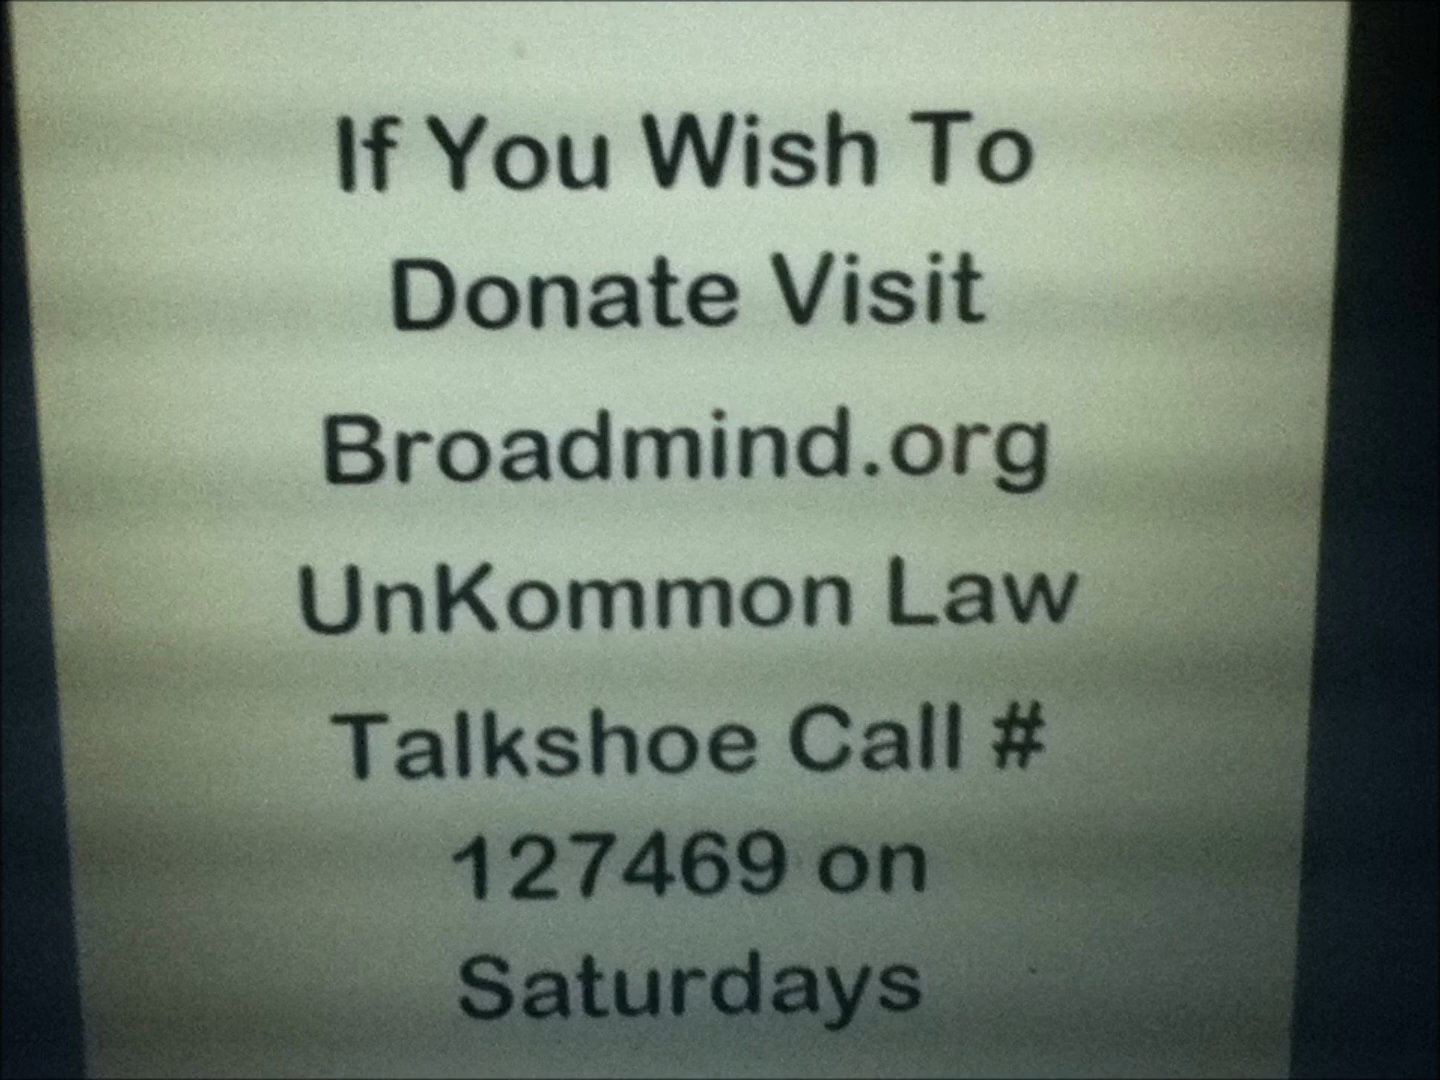 If You Wish To
Donate Visit
Broadmind.org
UnKommon Law
Talkshoe Call #
127469 on
Saturdays